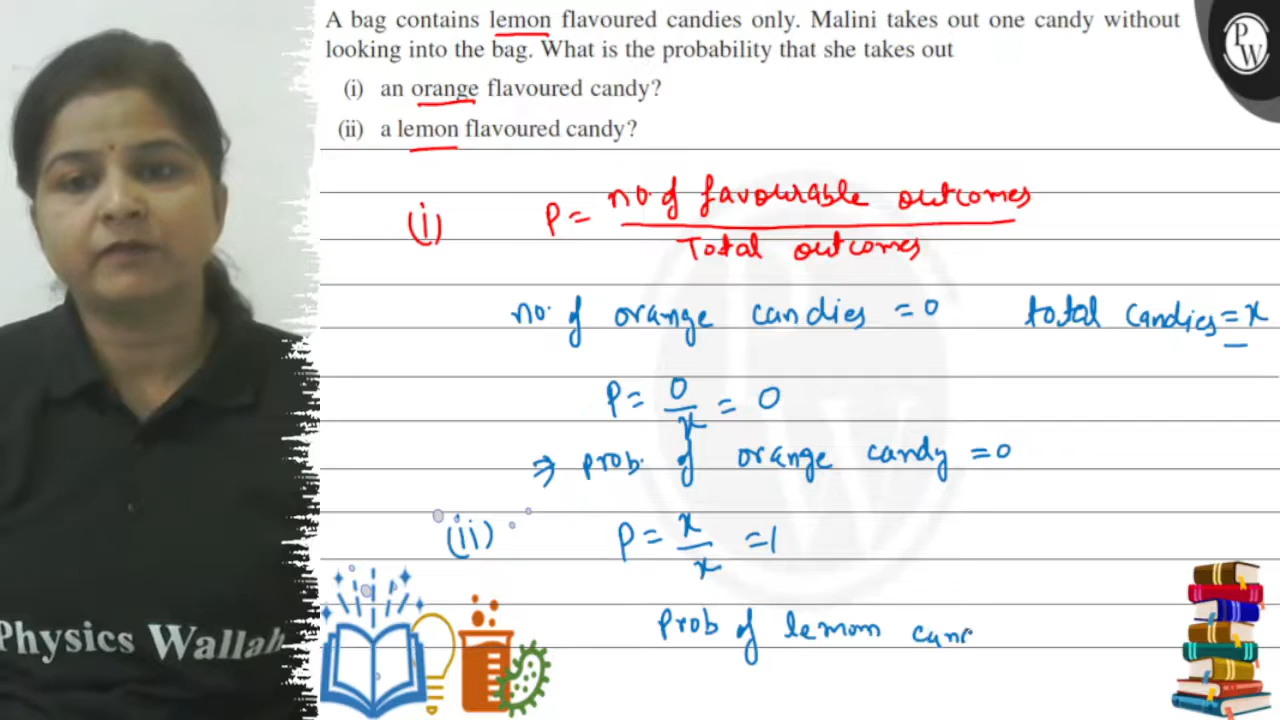 A bag contains lemon flavoured candies only. Malini takes out one candy without
looking into the bag. What is the probability that she takes out
(i) an orange flavoured candy?
(ii) a lemon flavoured candy?
PW
(i) P = no. of favourable outcomes
Total outcomes
no. of orange candies = 0 total candies = x
P = 0/x = 0
⇒ prob. of orange candy = 0
(ii) P = x/x = 1
Prob of lemon can
Physics Wallah